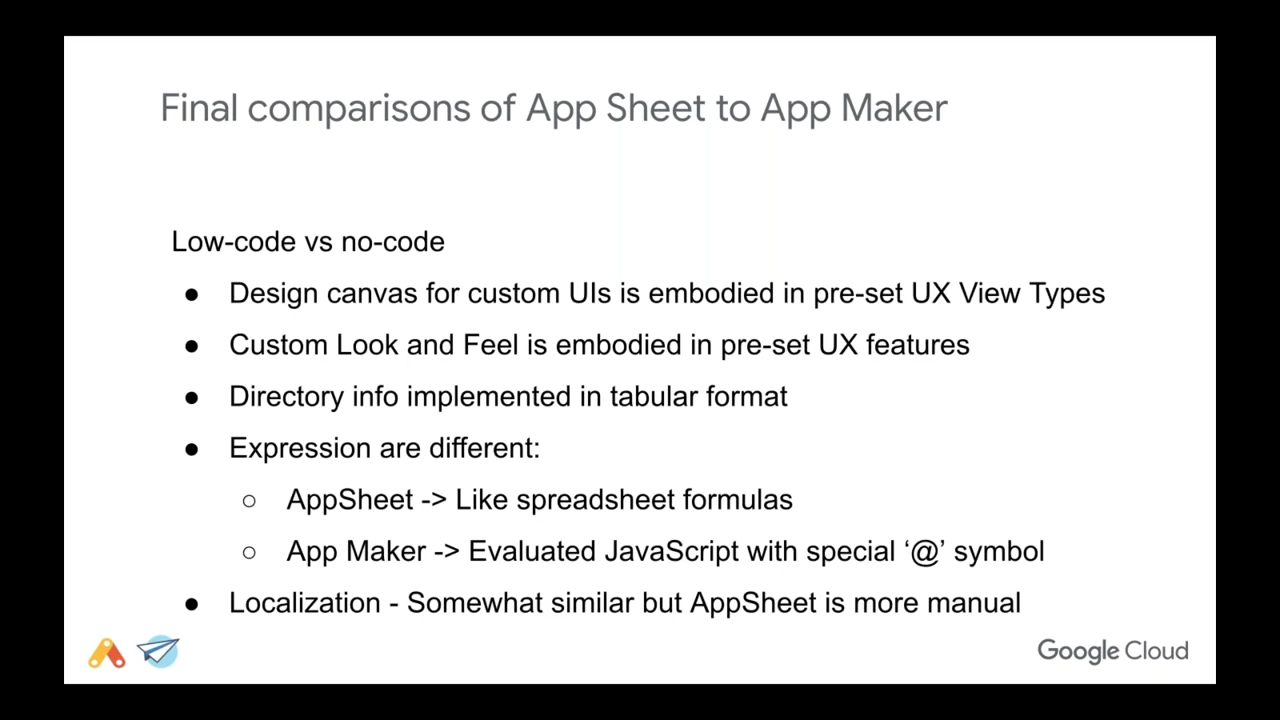 Final comparisons of App Sheet to App Maker
Low-code vs no-code
● Design canvas for custom UIs is embodied in pre-set UX View Types
● Custom Look and Feel is embodied in pre-set UX features
● Directory info implemented in tabular format
● Expression are different:
○ AppSheet -> Like spreadsheet formulas
○ App Maker -> Evaluated JavaScript with special ‘@’ symbol
● Localization - Somewhat similar but AppSheet is more manual
Google Cloud